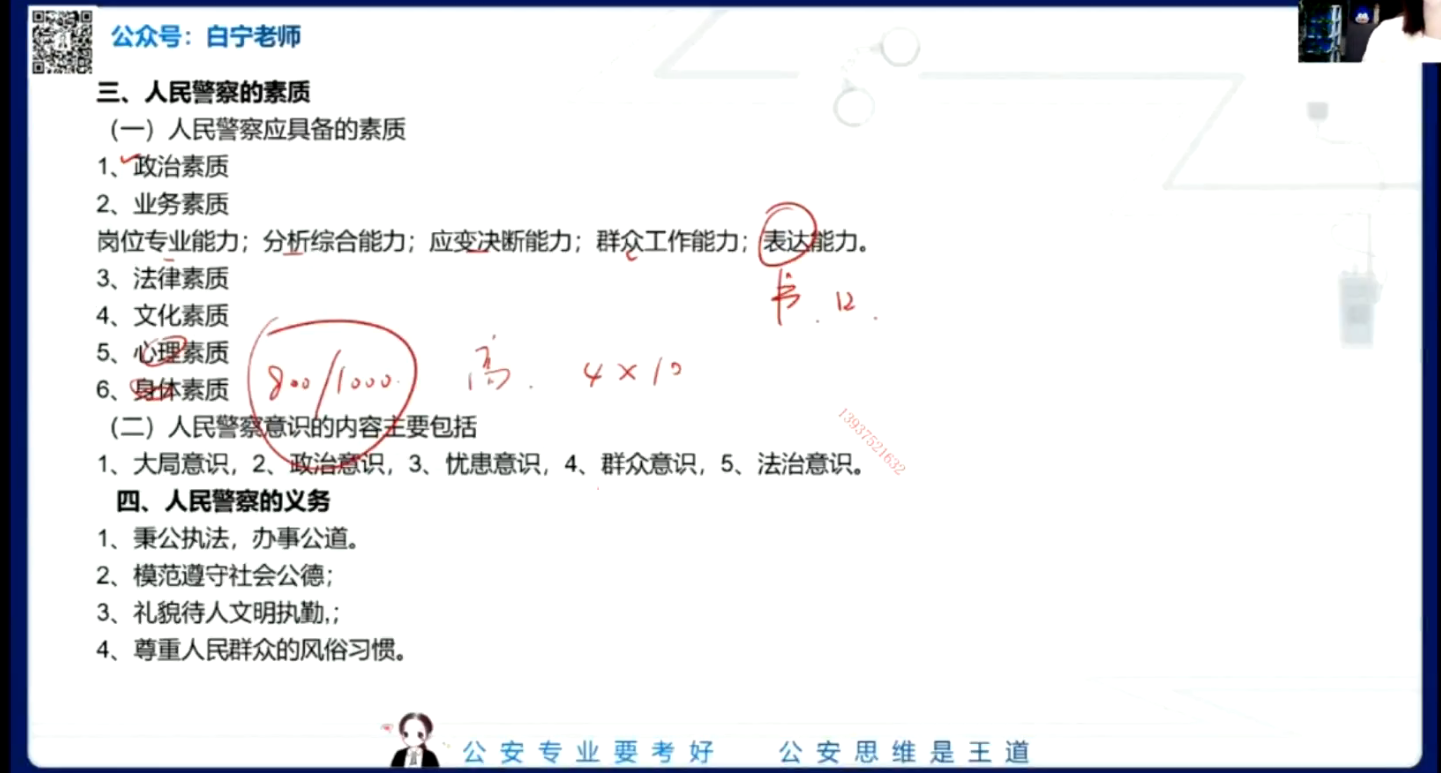 公众号：白宁老师
三、人民警察的素质
（一）人民警察应具备的素质
1、政治素质
2、业务素质
岗位专业能力；分析综合能力；应变决断能力；群众工作能力；表达能力。
3、法律素质
书.12.
4、文化素质
5、心理素质
800/1000.
高.
4×10
6、身体素质
（二）人民警察意识的内容主要包括
13937521632
1、大局意识，2、政治意识，3、忧患意识，4、群众意识，5、法治意识。
四、人民警察的义务
1、秉公执法，办事公道。
2、模范遵守社会公德；
3、礼貌待人文明执勤,；
4、尊重人民群众的风俗习惯。
公安专业要考好 公安思维是王道